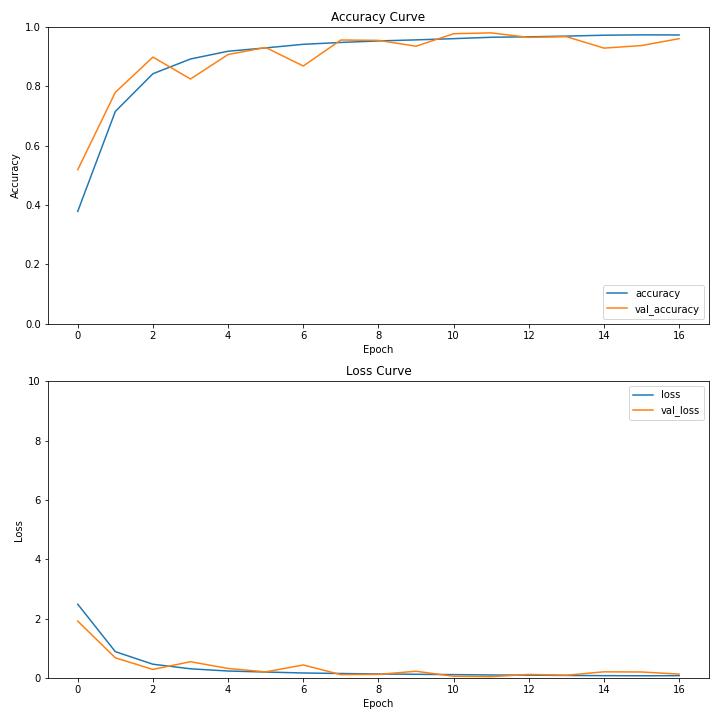 Accuracy Curve
1.0
0.8
0.6
0.4
0.2
0.0
Accuracy
accuracy
val_accuracy
0 2 4 6 8 10 12 14 16
Epoch
Loss Curve
10
8
6
4
2
0
Loss
loss
val_loss
0 2 4 6 8 10 12 14 16
Epoch